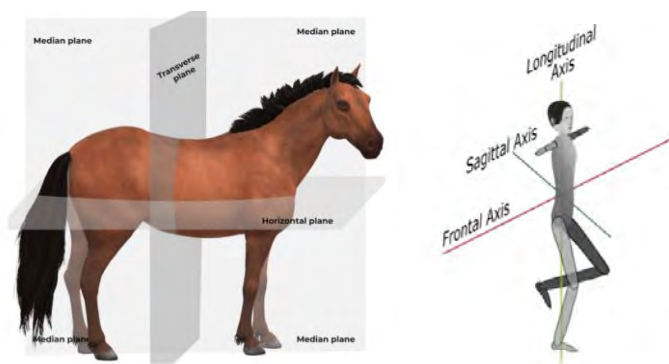 Median plane
Median plane
Transverse
plane
Horizontal plane
Median plane
Median plane
Longitudinal
Axis
Sagittal Axis
Frontal Axis